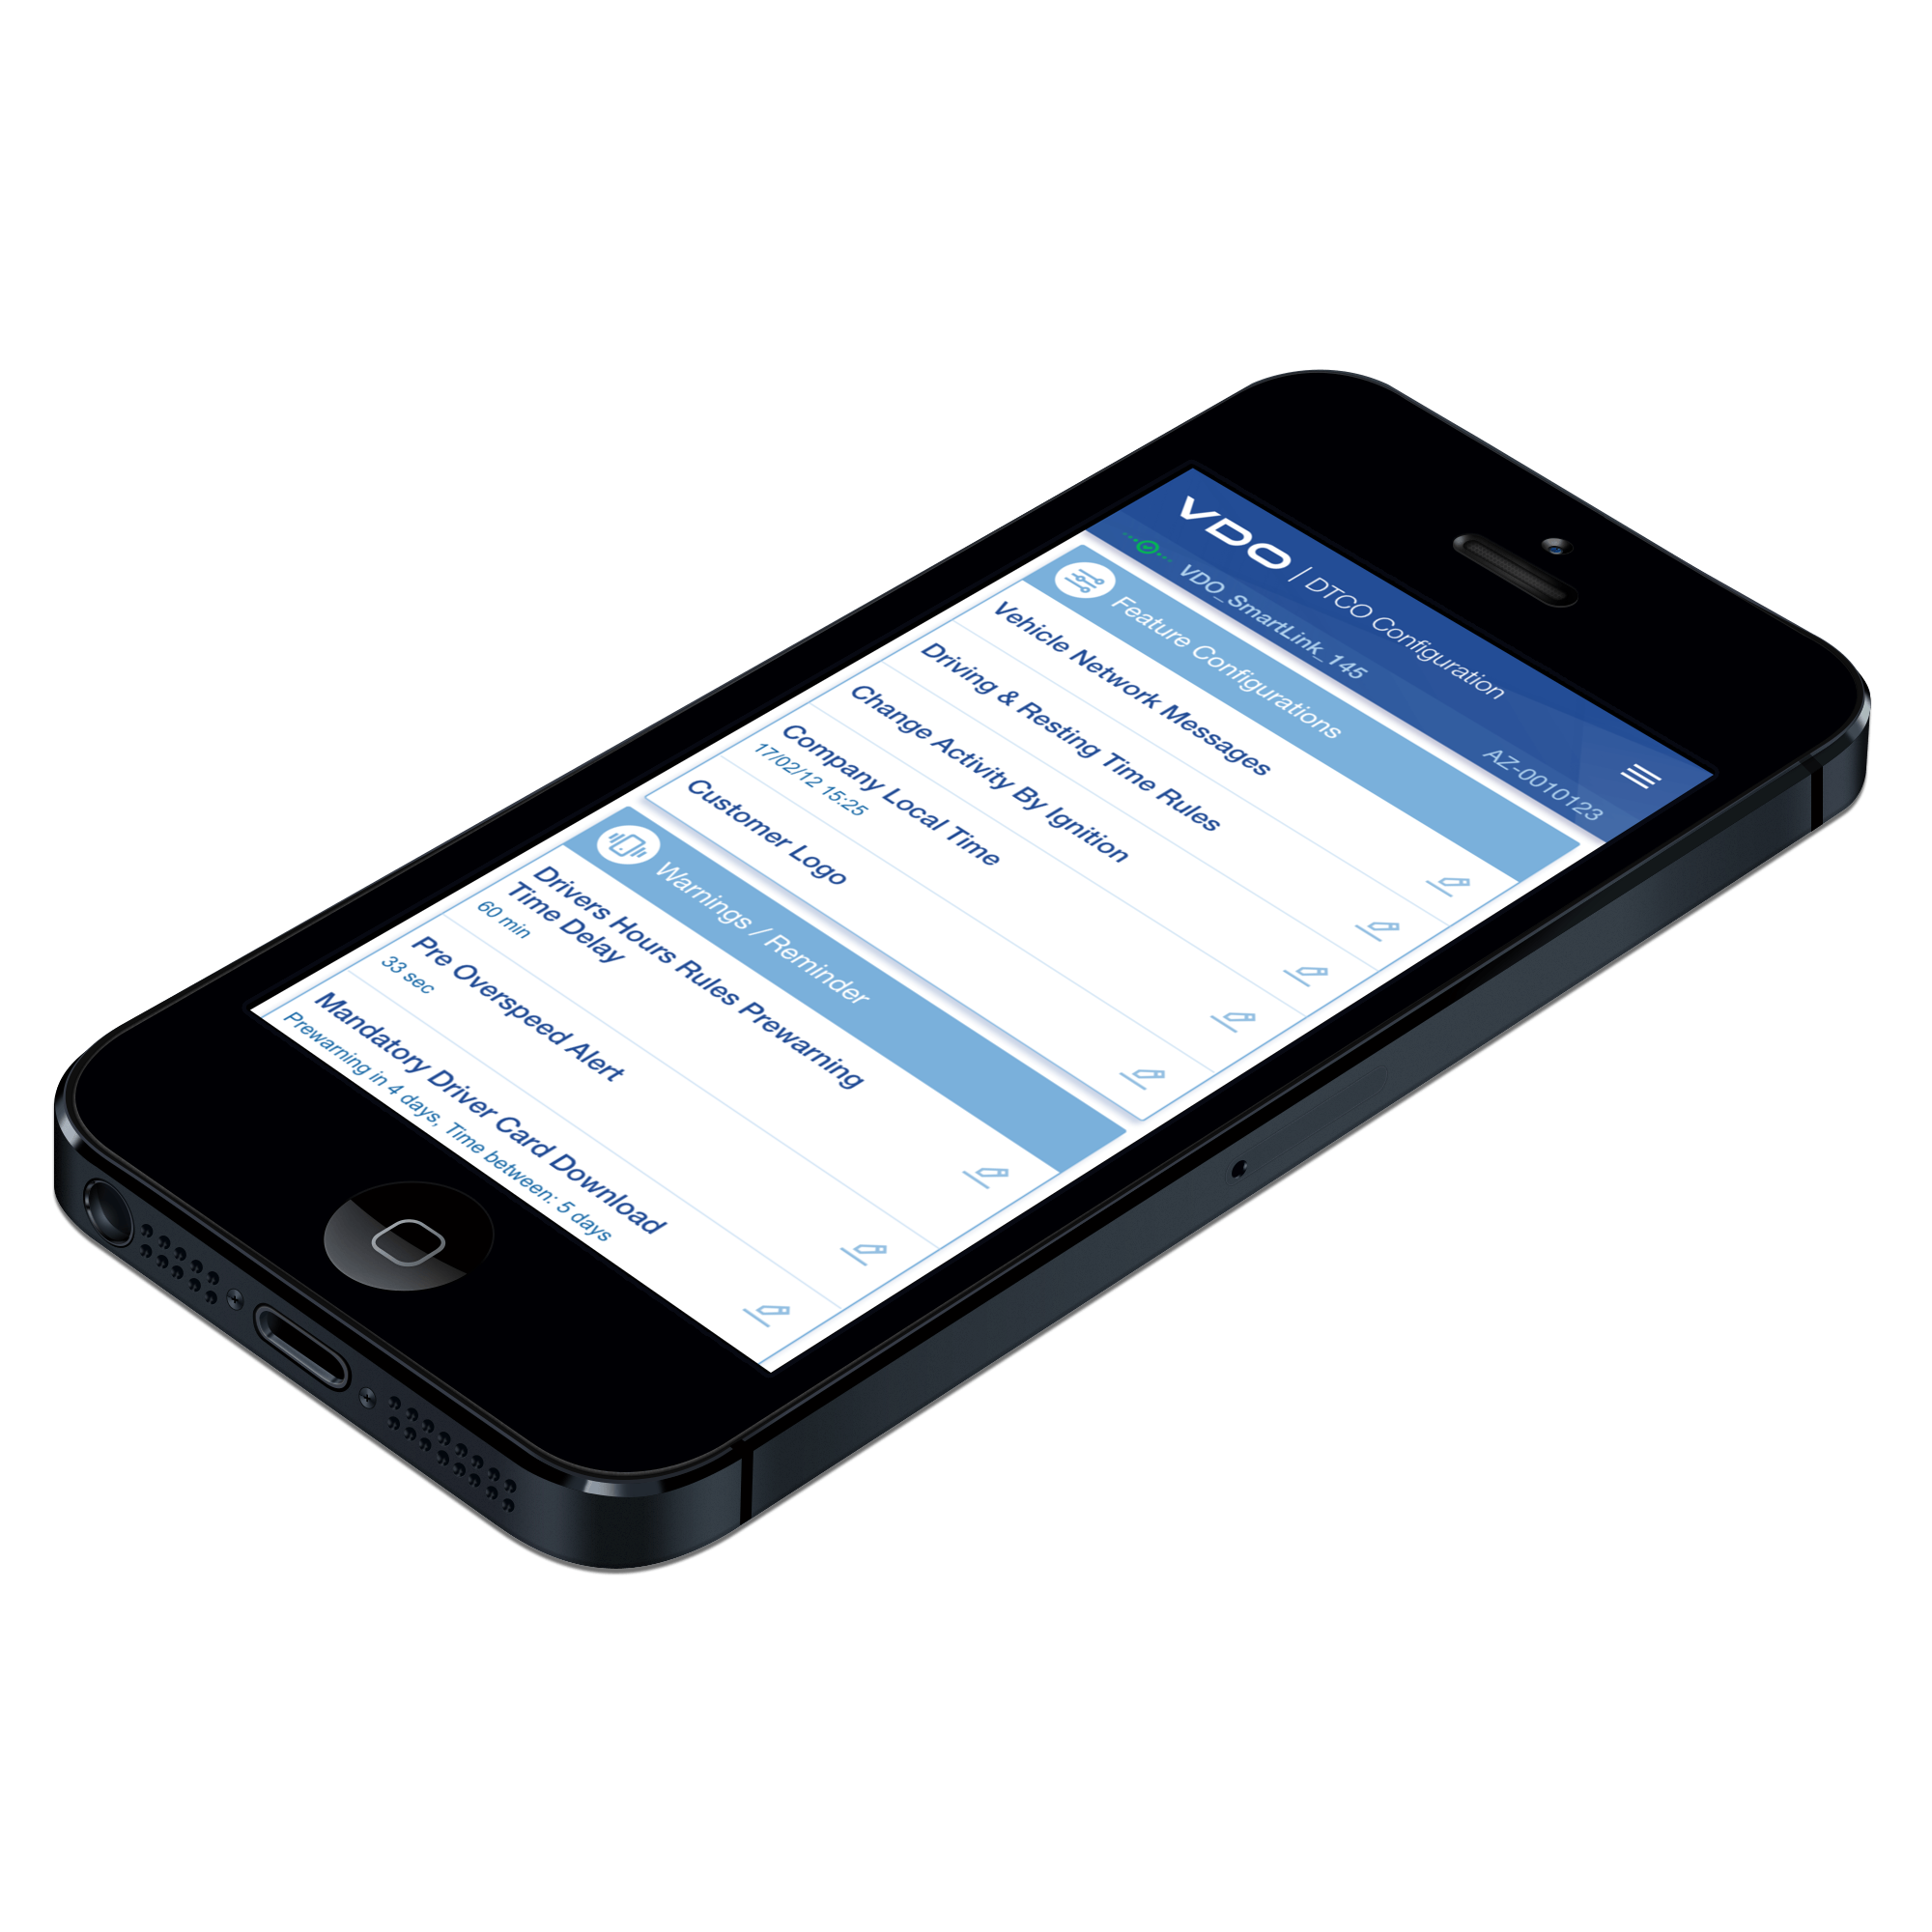 VDO | DTCO Configuration
VDO_SmartLink_145 AZ-0010123
Feature Configurations
Vehicle Network Messages
Driving & Resting Time Rules
Change Activity By Ignition
Company Local Time
17/02/12 15:25
Customer Logo
Warnings / Reminder
Drivers Hours Rules Prewarning
Time Delay
60 min
Pre Overspeed Alert
33 sec
Mandatory Driver Card Download
Prewarning in 4 days, Time between: 5 days